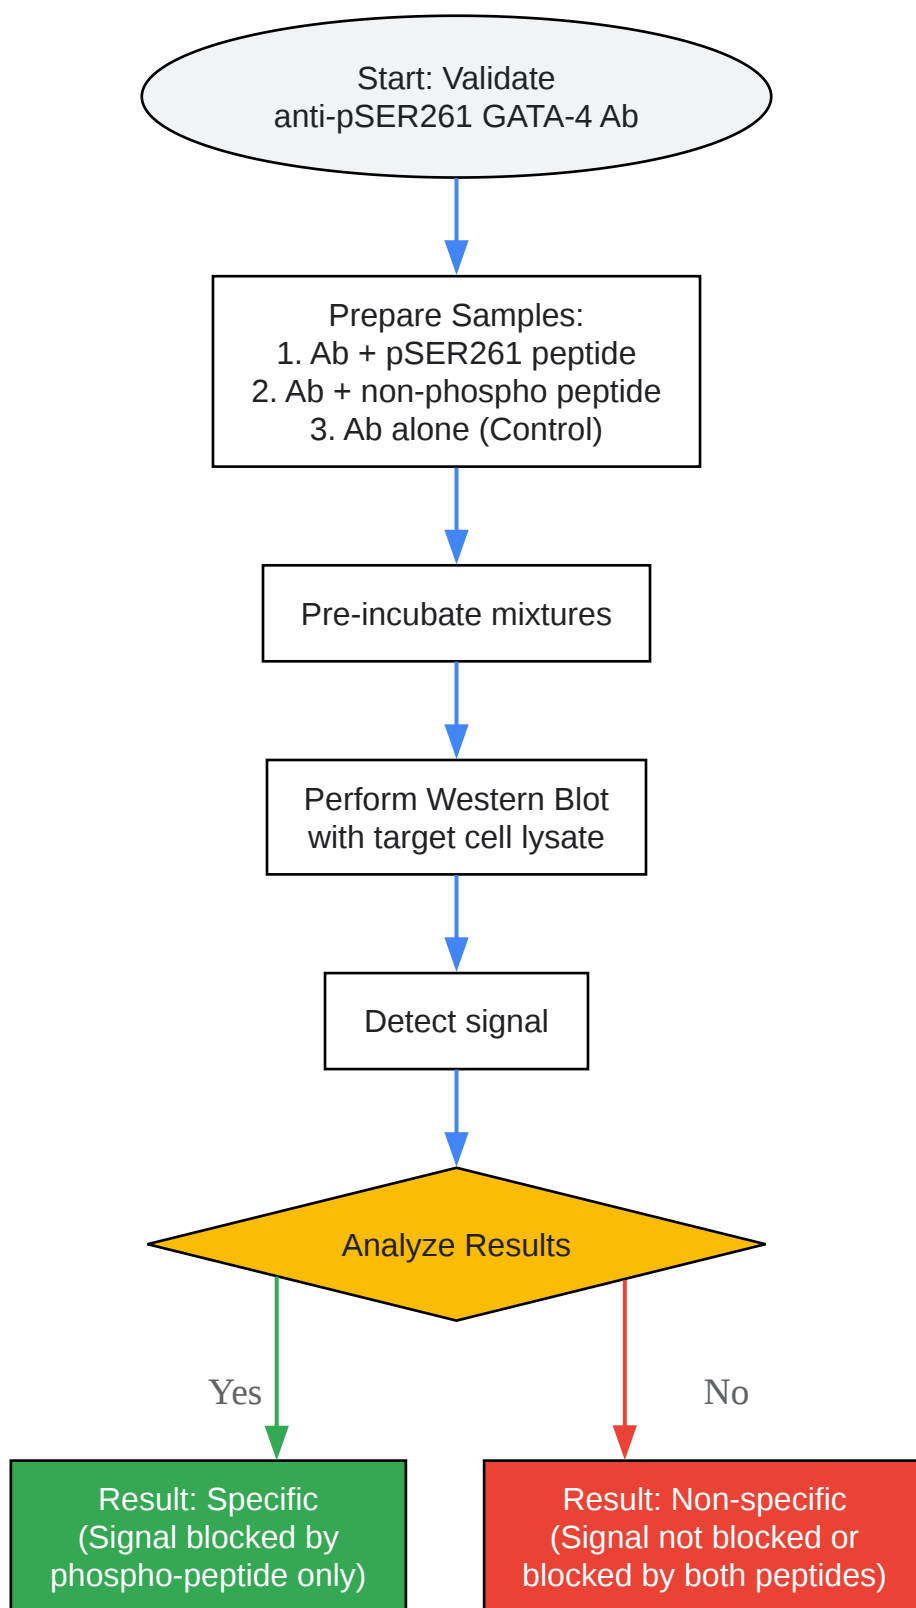 Start: Validate
anti-pSER261 GATA-4 Ab
Prepare Samples:
1. Ab + pSER261 peptide
2. Ab + non-phospho peptide
3. Ab alone (Control)
Pre-incubate mixtures
Perform Western Blot
with target cell lysate
Detect signal
Analyze Results
Yes
No
Result: Specific
(Signal blocked by
phospho-peptide only)
Result: Non-specific
(Signal not blocked or
blocked by both peptides)